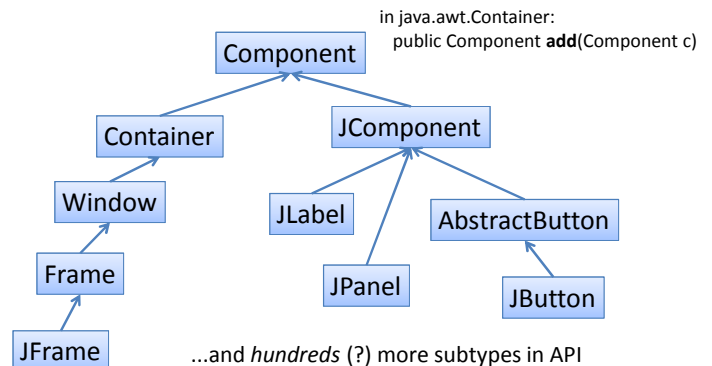 in java.awt.Container:
public Component add(Component c)
Component
Container
JComponent
Window
JLabel
AbstractButton
Frame
JPanel
JButton
JFrame
...and hundreds (?) more subtypes in API